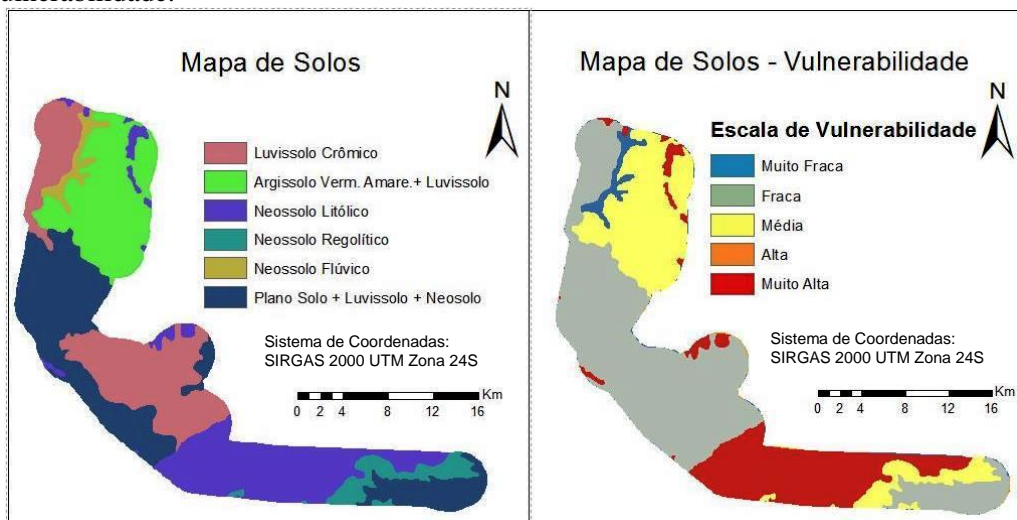 Mapa de Solos
N
Luvissolo Crômico
Argissolo Verm. Amare.+ Luvissolo
Neossolo Litólico
Neossolo Regolítico
Neossolo Flúvico
Plano Solo + Luvissolo + Neosolo
Sistema de Coordenadas:
SIRGAS 2000 UTM Zona 24S
Km
0 2 4 8 12 16
Mapa de Solos - Vulnerabilidade
N
Escala de Vulnerabilidade
Muito Fraca
Fraca
Média
Alta
Muito Alta
Sistema de Coordenadas:
SIRGAS 2000 UTM Zona 24S
Km
0 2 4 8 12 16